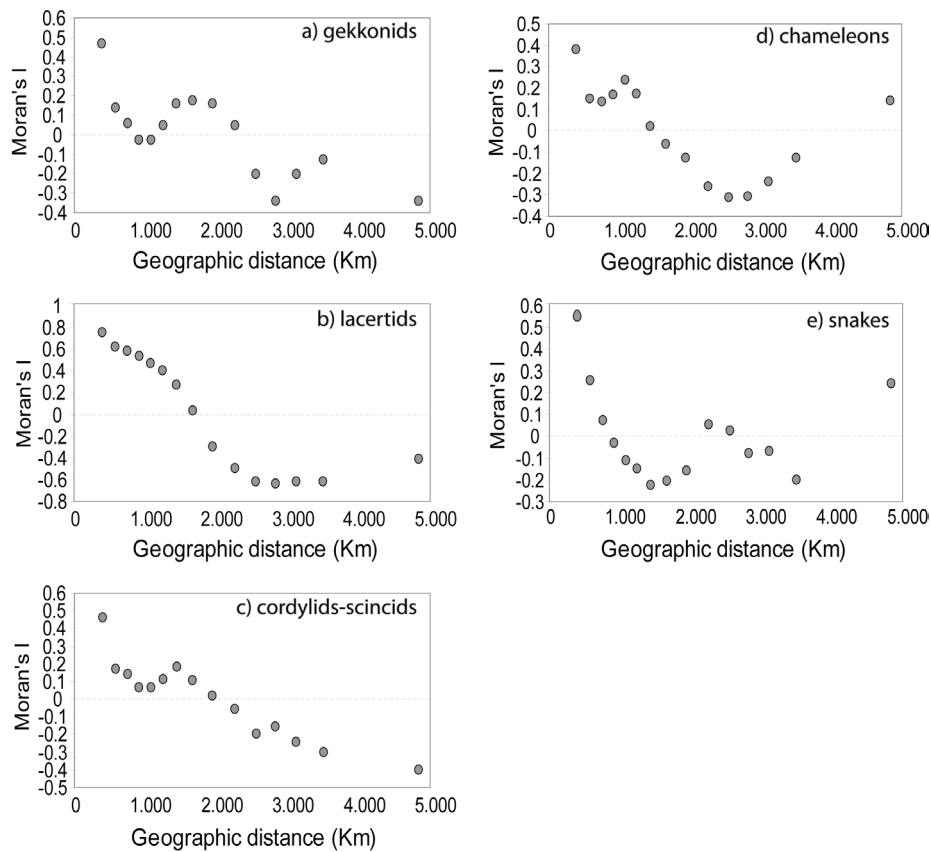 a) gekkonids
Moran's I
0.6
0.5
0.4
0.3
0.2
0.1
0
-0.1
-0.2
-0.3
-0.4
0 1.000 2.000 3.000 4.000 5.000
Geographic distance (Km)
b) lacertids
Moran's I
1
0.8
0.6
0.4
0.2
0
-0.2
-0.4
-0.6
-0.8
0 1.000 2.000 3.000 4.000 5.000
Geographic distance (Km)
c) cordylids-scincids
Moran's I
0.6
0.5
0.4
0.3
0.2
0.1
0
-0.1
-0.2
-0.3
-0.4
-0.5
0 1.000 2.000 3.000 4.000 5.000
Geographic distance (Km)
d) chameleons
Moran's I
0.5
0.4
0.3
0.2
0.1
0
-0.1
-0.2
-0.3
-0.4
0 1.000 2.000 3.000 4.000 5.000
Geographic distance (Km)
e) snakes
Moran's I
0.6
0.5
0.4
0.3
0.2
0.1
0
-0.1
-0.2
-0.3
0 1.000 2.000 3.000 4.000 5.000
Geographic distance (Km)